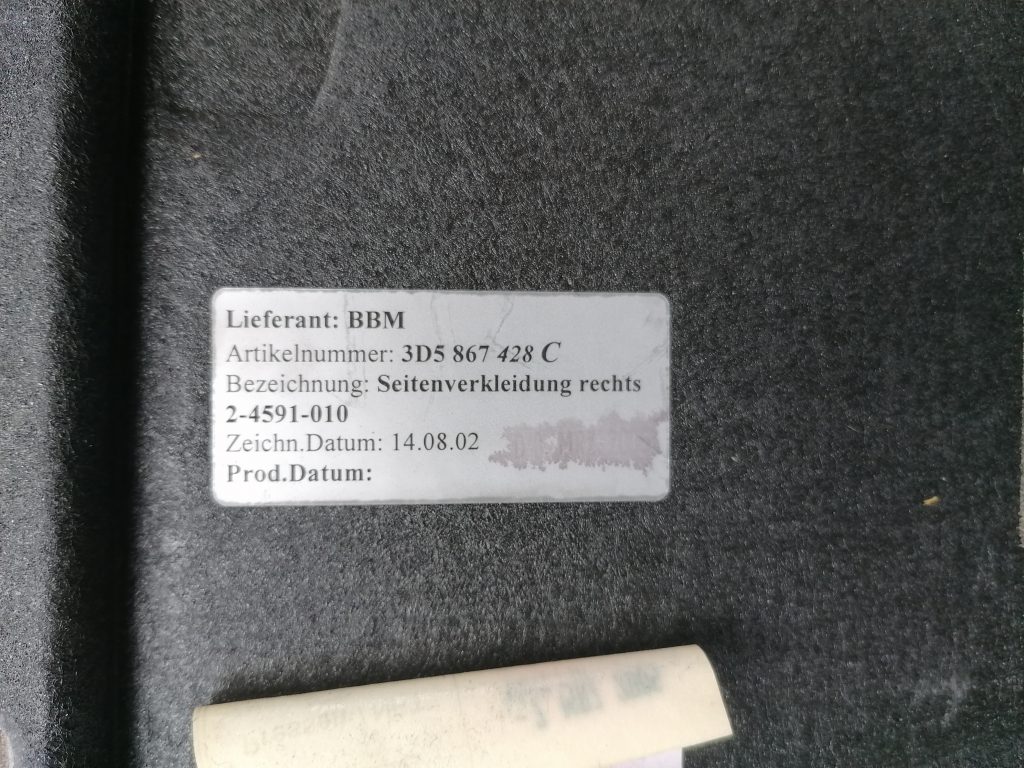 Lieferant: BBM
Artikelnummer: 3D5 867 428 C
Bezeichnung: Seitenverkleidung rechts
2-4591-010
Zeichn.Datum: 14.08.02
Prod.Datum: